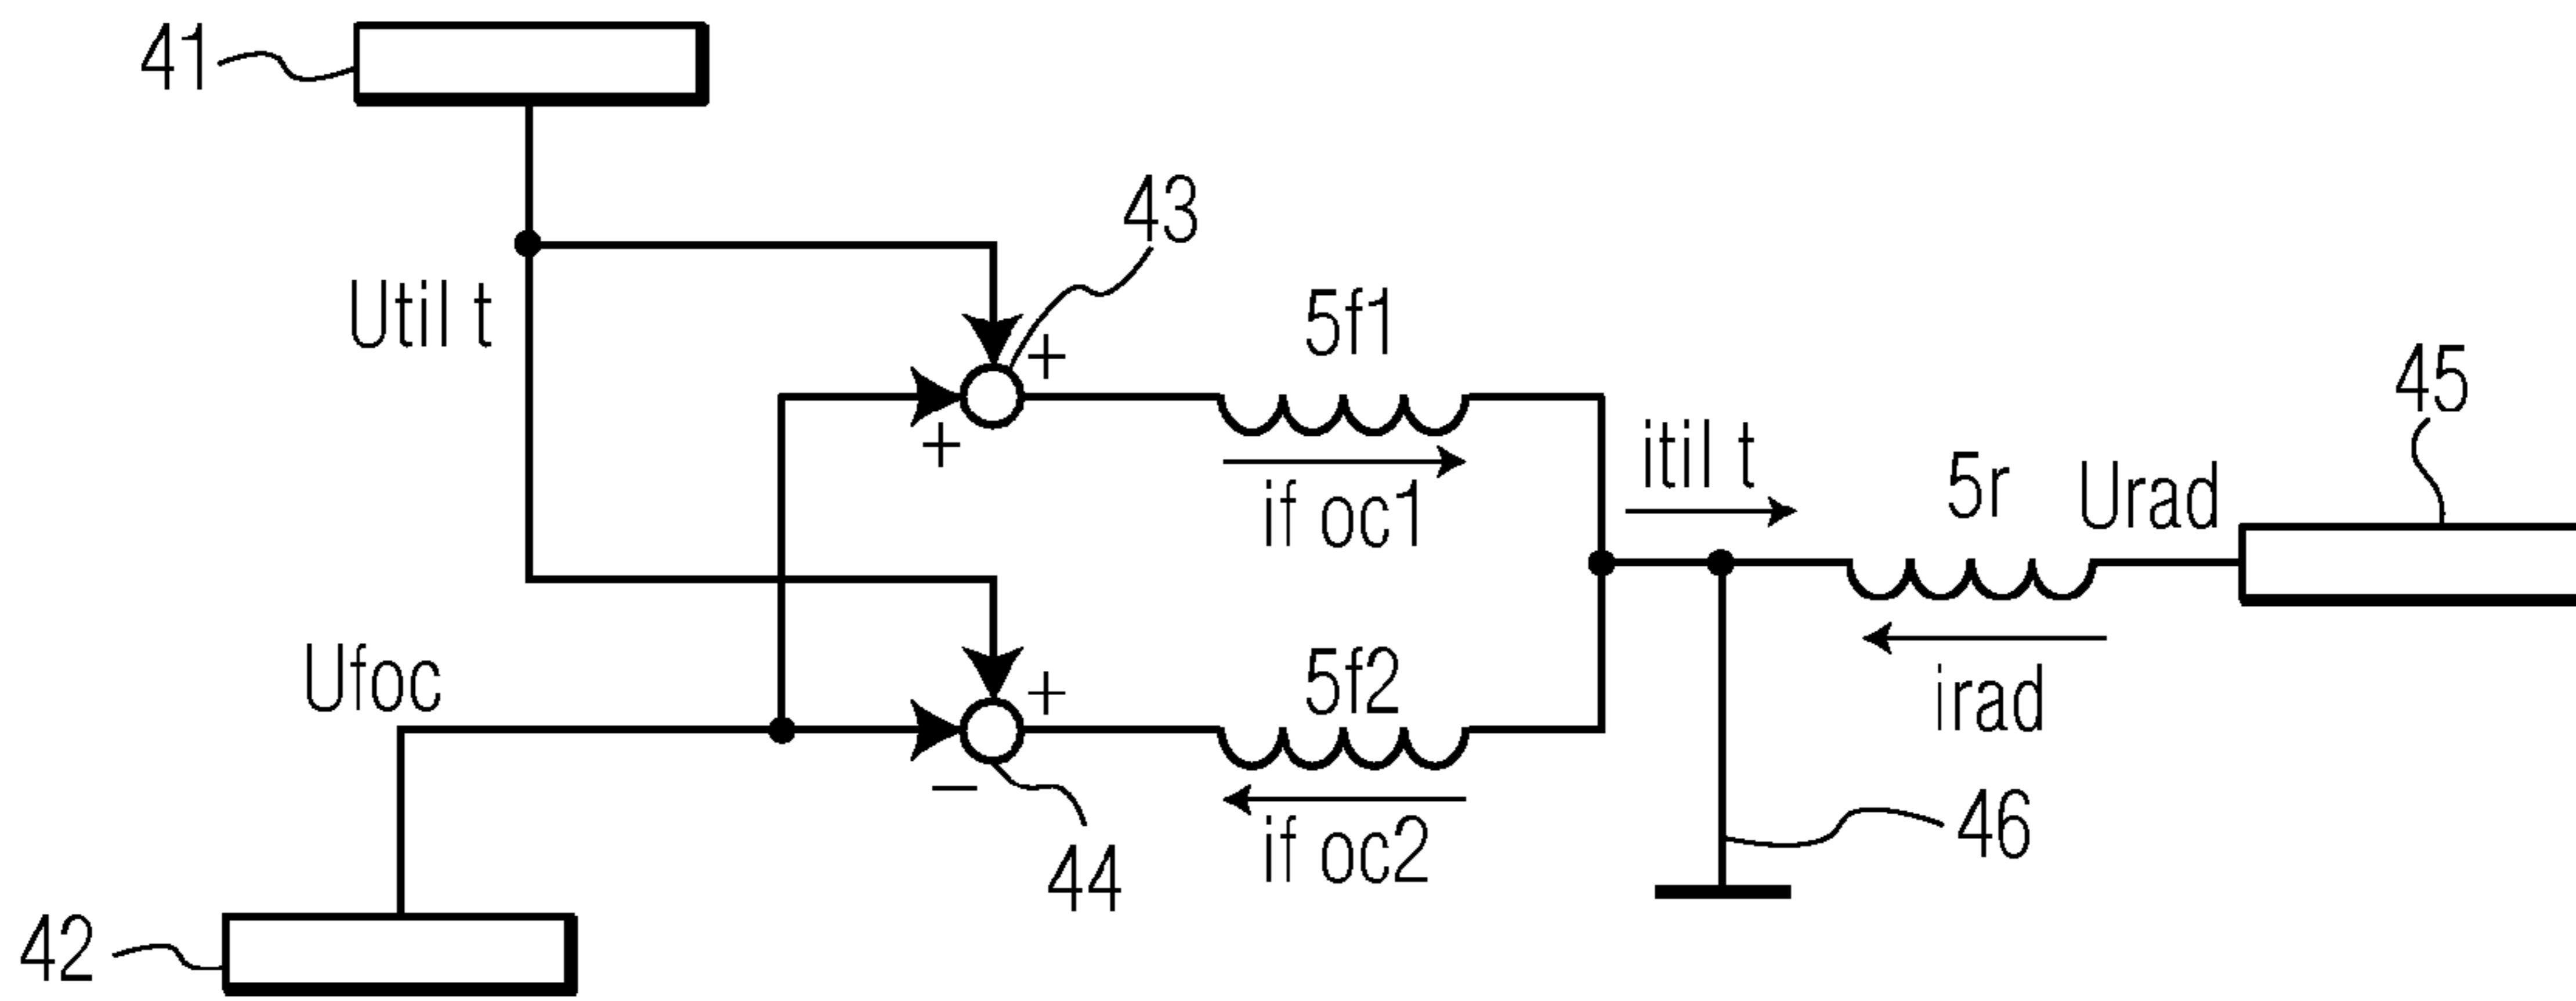 41
43
Util t
+
5f1
+
if oc1
itil t
5r
Urad
45
irad
Ufoc
+
5f2
−
if oc2
44
46
42